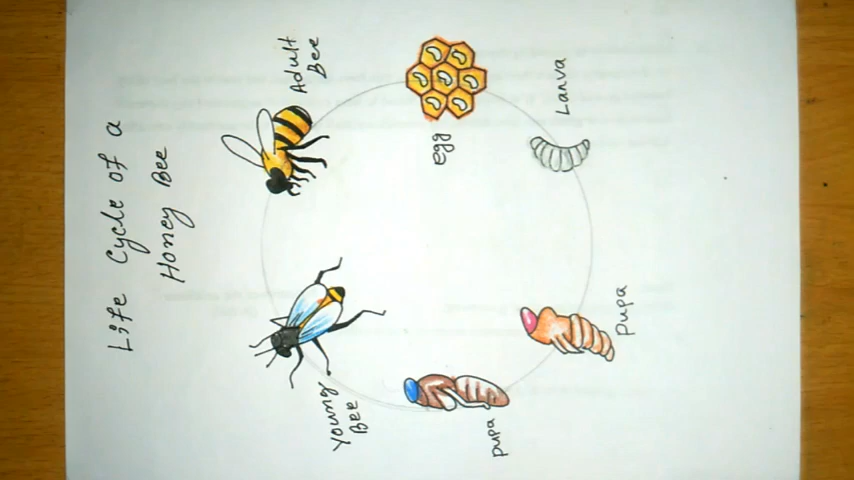 Life Cycle of a
Honey Bee
Adult
Bee
egg
Larva
pupa
pupa
Young
Bee